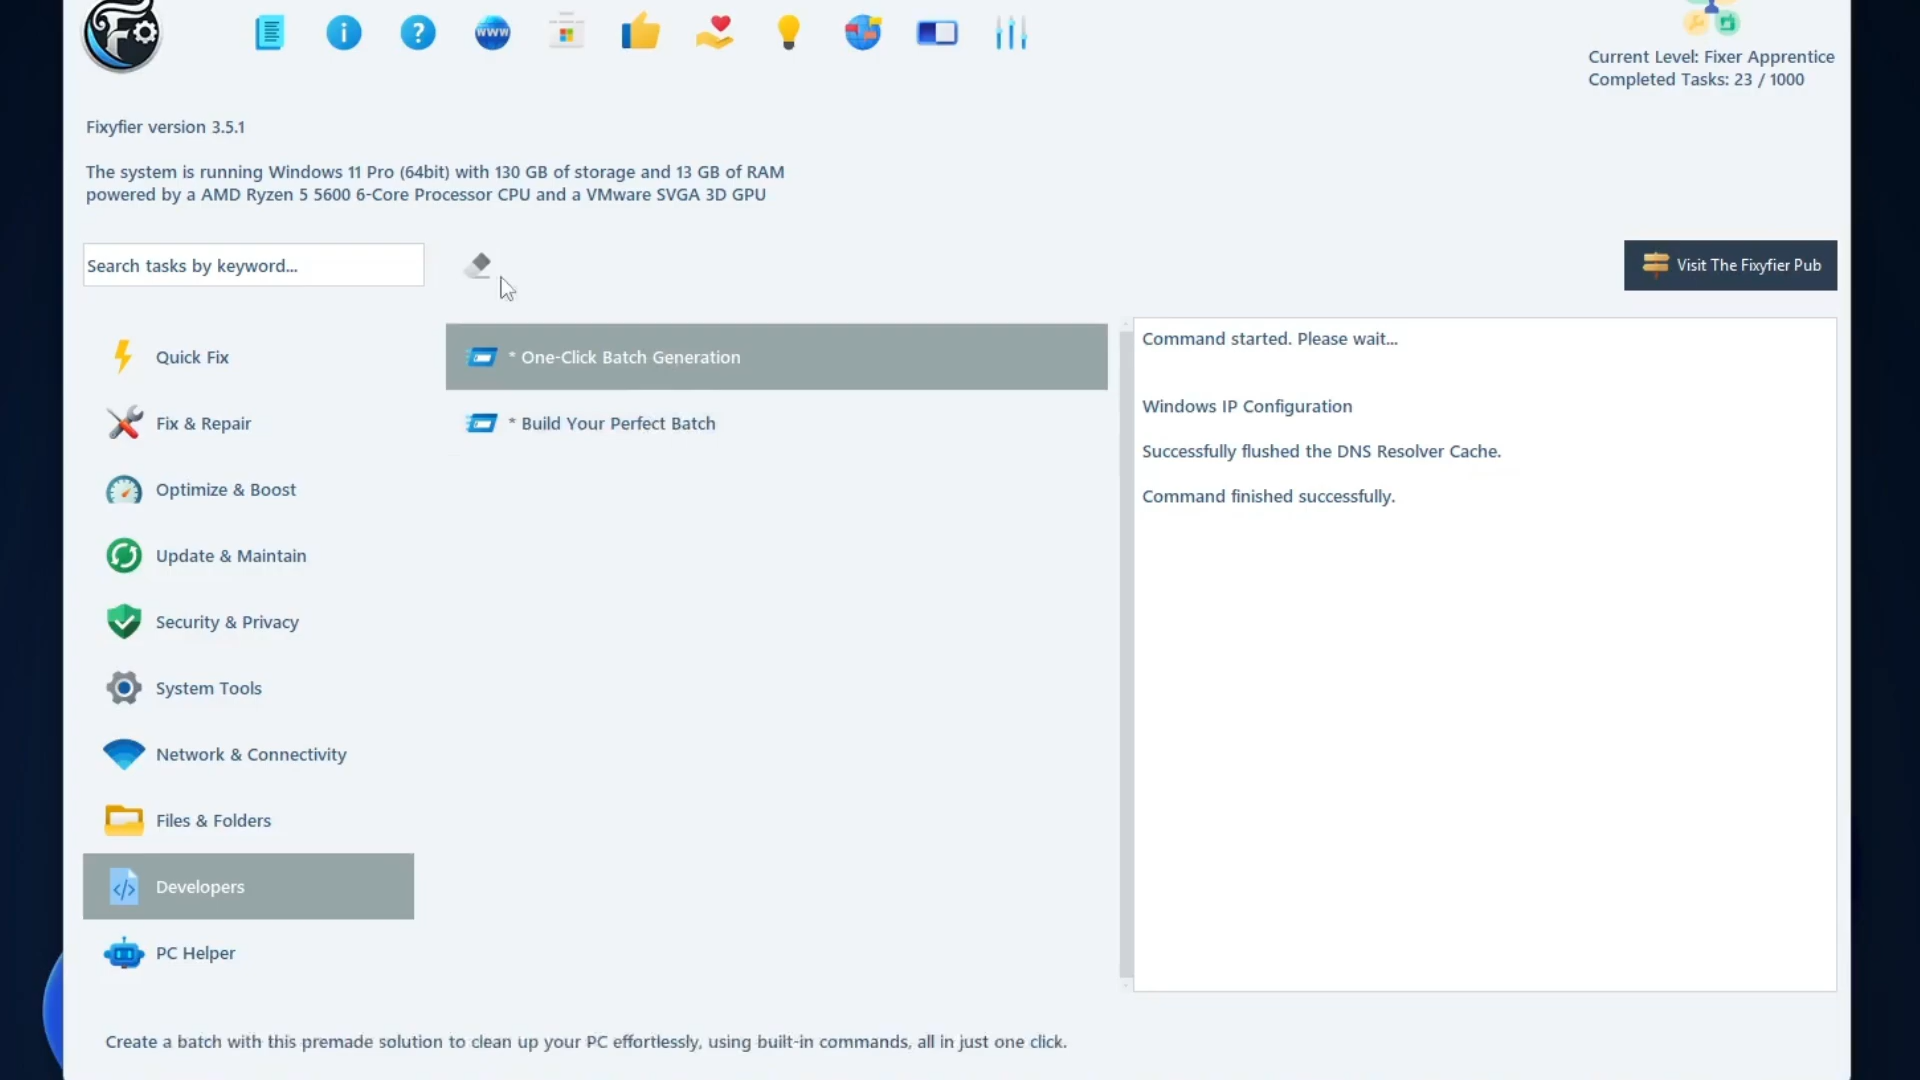 WWW
Current Level: Fixer Apprentice
Completed Tasks: 23 / 1000
Fixyfier version 3.5.1
The system is running Windows 11 Pro (64bit) with 130 GB of storage and 13 GB of RAM
powered by a AMD Ryzen 5 5600 6-Core Processor CPU and a VMware SVGA 3D GPU
Search tasks by keyword...
Visit The Fixyfier Pub
Quick Fix
Fix & Repair
Optimize & Boost
Update & Maintain
Security & Privacy
System Tools
Network & Connectivity
Files & Folders
Developers
PC Helper
* One-Click Batch Generation
* Build Your Perfect Batch
Command started. Please wait...
Windows IP Configuration
Successfully flushed the DNS Resolver Cache.
Command finished successfully.
Create a batch with this premade solution to clean up your PC effortlessly, using built-in commands, all in just one click.